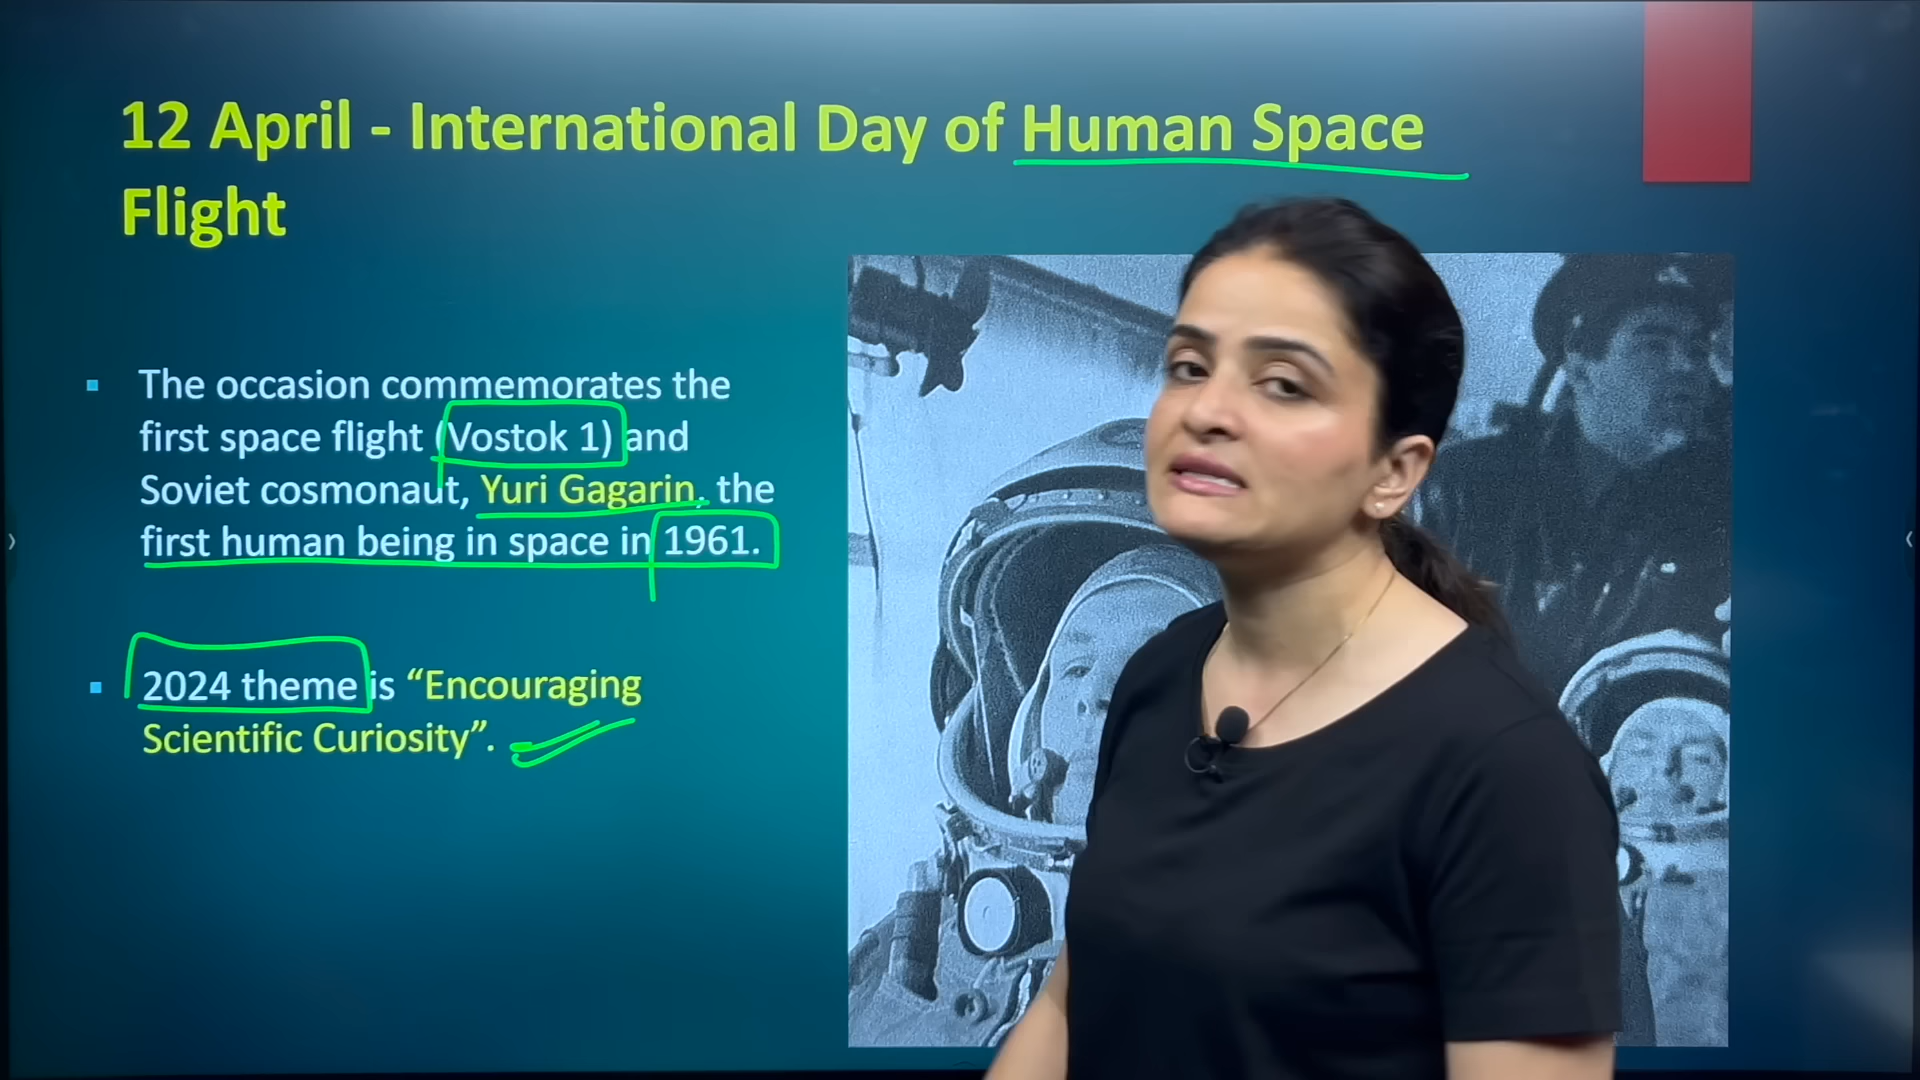 12 April - International Day of Human Space
Flight
The occasion commemorates the
first space flight (Vostok 1) and
Soviet cosmonaut, Yuri Gagarin, the
first human being in space in 1961.
2024 theme is “Encouraging
Scientific Curiosity”.